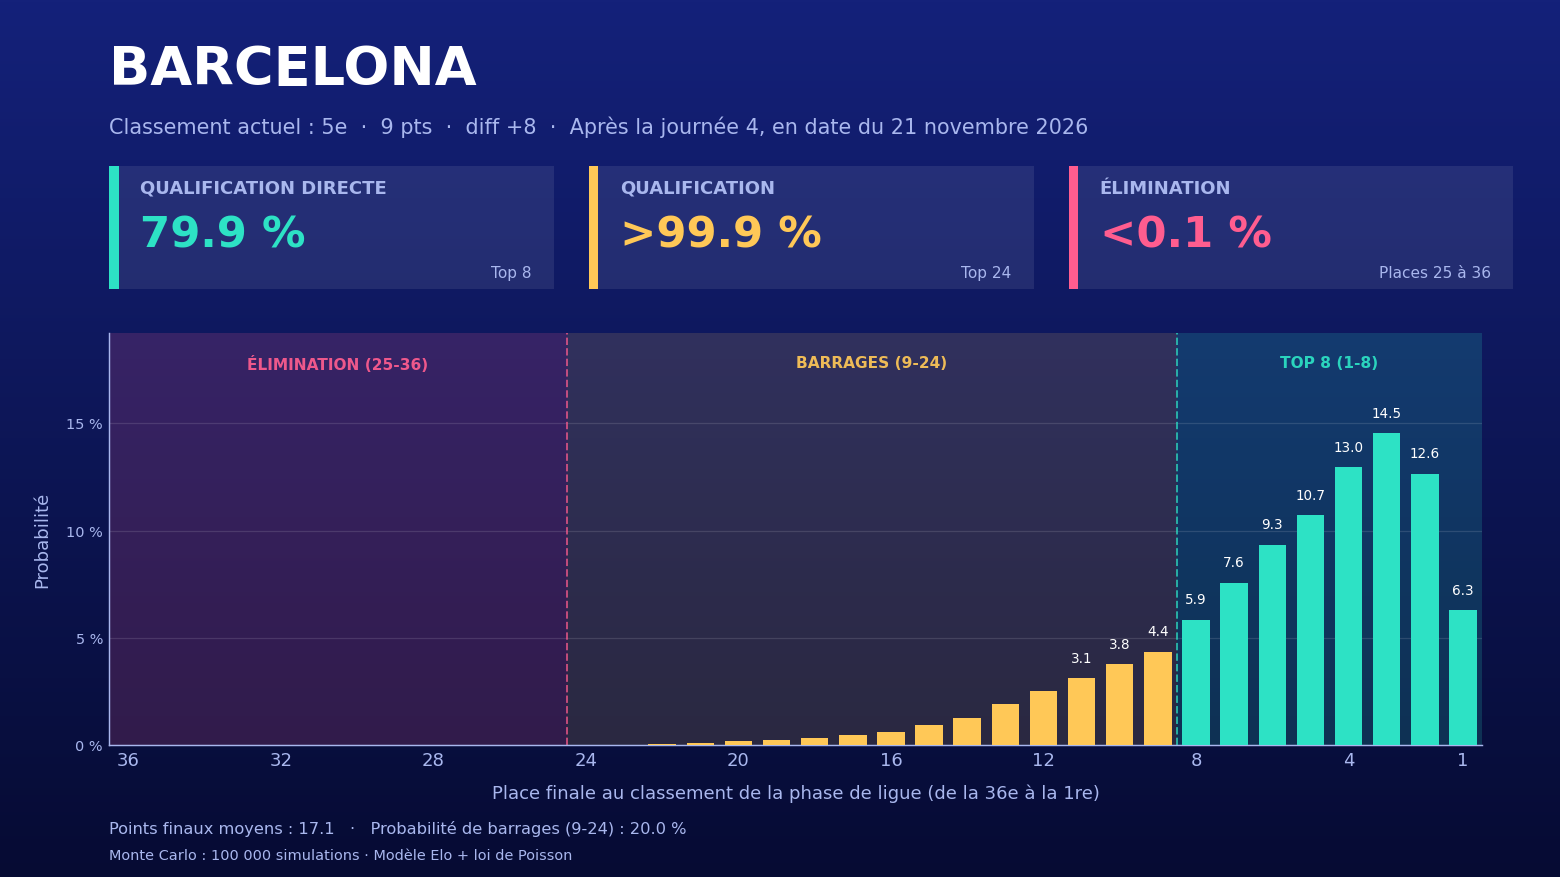 BARCELONA
Classement actuel : 5e · 9 pts · diff +8 · Après la journée 4, en date du 21 novembre 2026
QUALIFICATION DIRECTE
79.9 %
Top 8
QUALIFICATION
>99.9 %
Top 24
ÉLIMINATION
<0.1 %
Places 25 à 36
ÉLIMINATION (25-36)
BARRAGES (9-24)
TOP 8 (1-8)
Probabilité
15 %
10 %
5 %
0 %
3.1
3.8
4.4
5.9
7.6
9.3
10.7
13.0
14.5
12.6
6.3
36 32 28 24 20 16 12 8 4 1
Place finale au classement de la phase de ligue (de la 36e à la 1re)
Points finaux moyens : 17.1 · Probabilité de barrages (9-24) : 20.0 %
Monte Carlo : 100 000 simulations · Modèle Elo + loi de Poisson